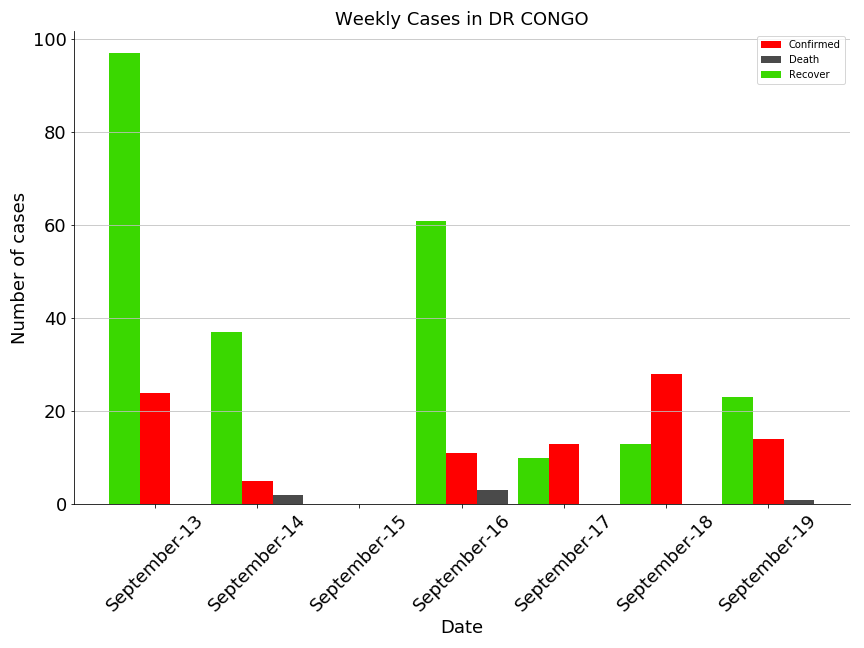 Weekly Cases in DR CONGO
Confirmed
Death
Recover
Number of cases
100
80
60
40
20
0
September-13
September-14
September-15
September-16
September-17
September-18
September-19
Date